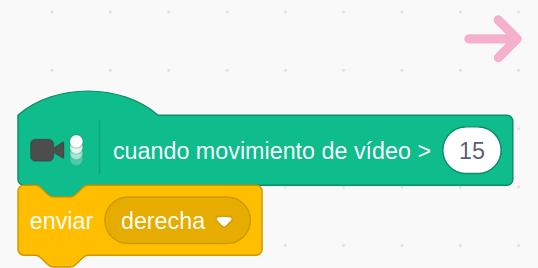 cuando movimiento de vídeo > 15
enviar derecha